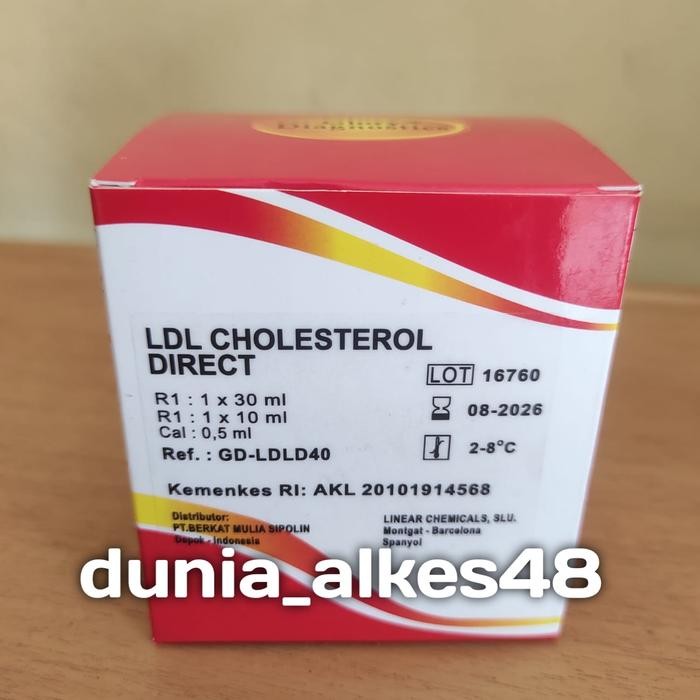 Diagnostics
LDL CHOLESTEROL
DIRECT
R1 : 1 x 30 ml
R1 : 1 x 10 ml
Cal : 0,5 ml
Ref. : GD-LDLD40
LOT 16760
08-2026
2-8°C
Kemenkes RI: AKL 20101914568
Distributor:
PT.BERKAT MULIA SIPOLIN
Depok - Indonesia
LINEAR CHEMICALS, SLU.
Montgat - Barcelona
Spanyol
dunia_alkes48